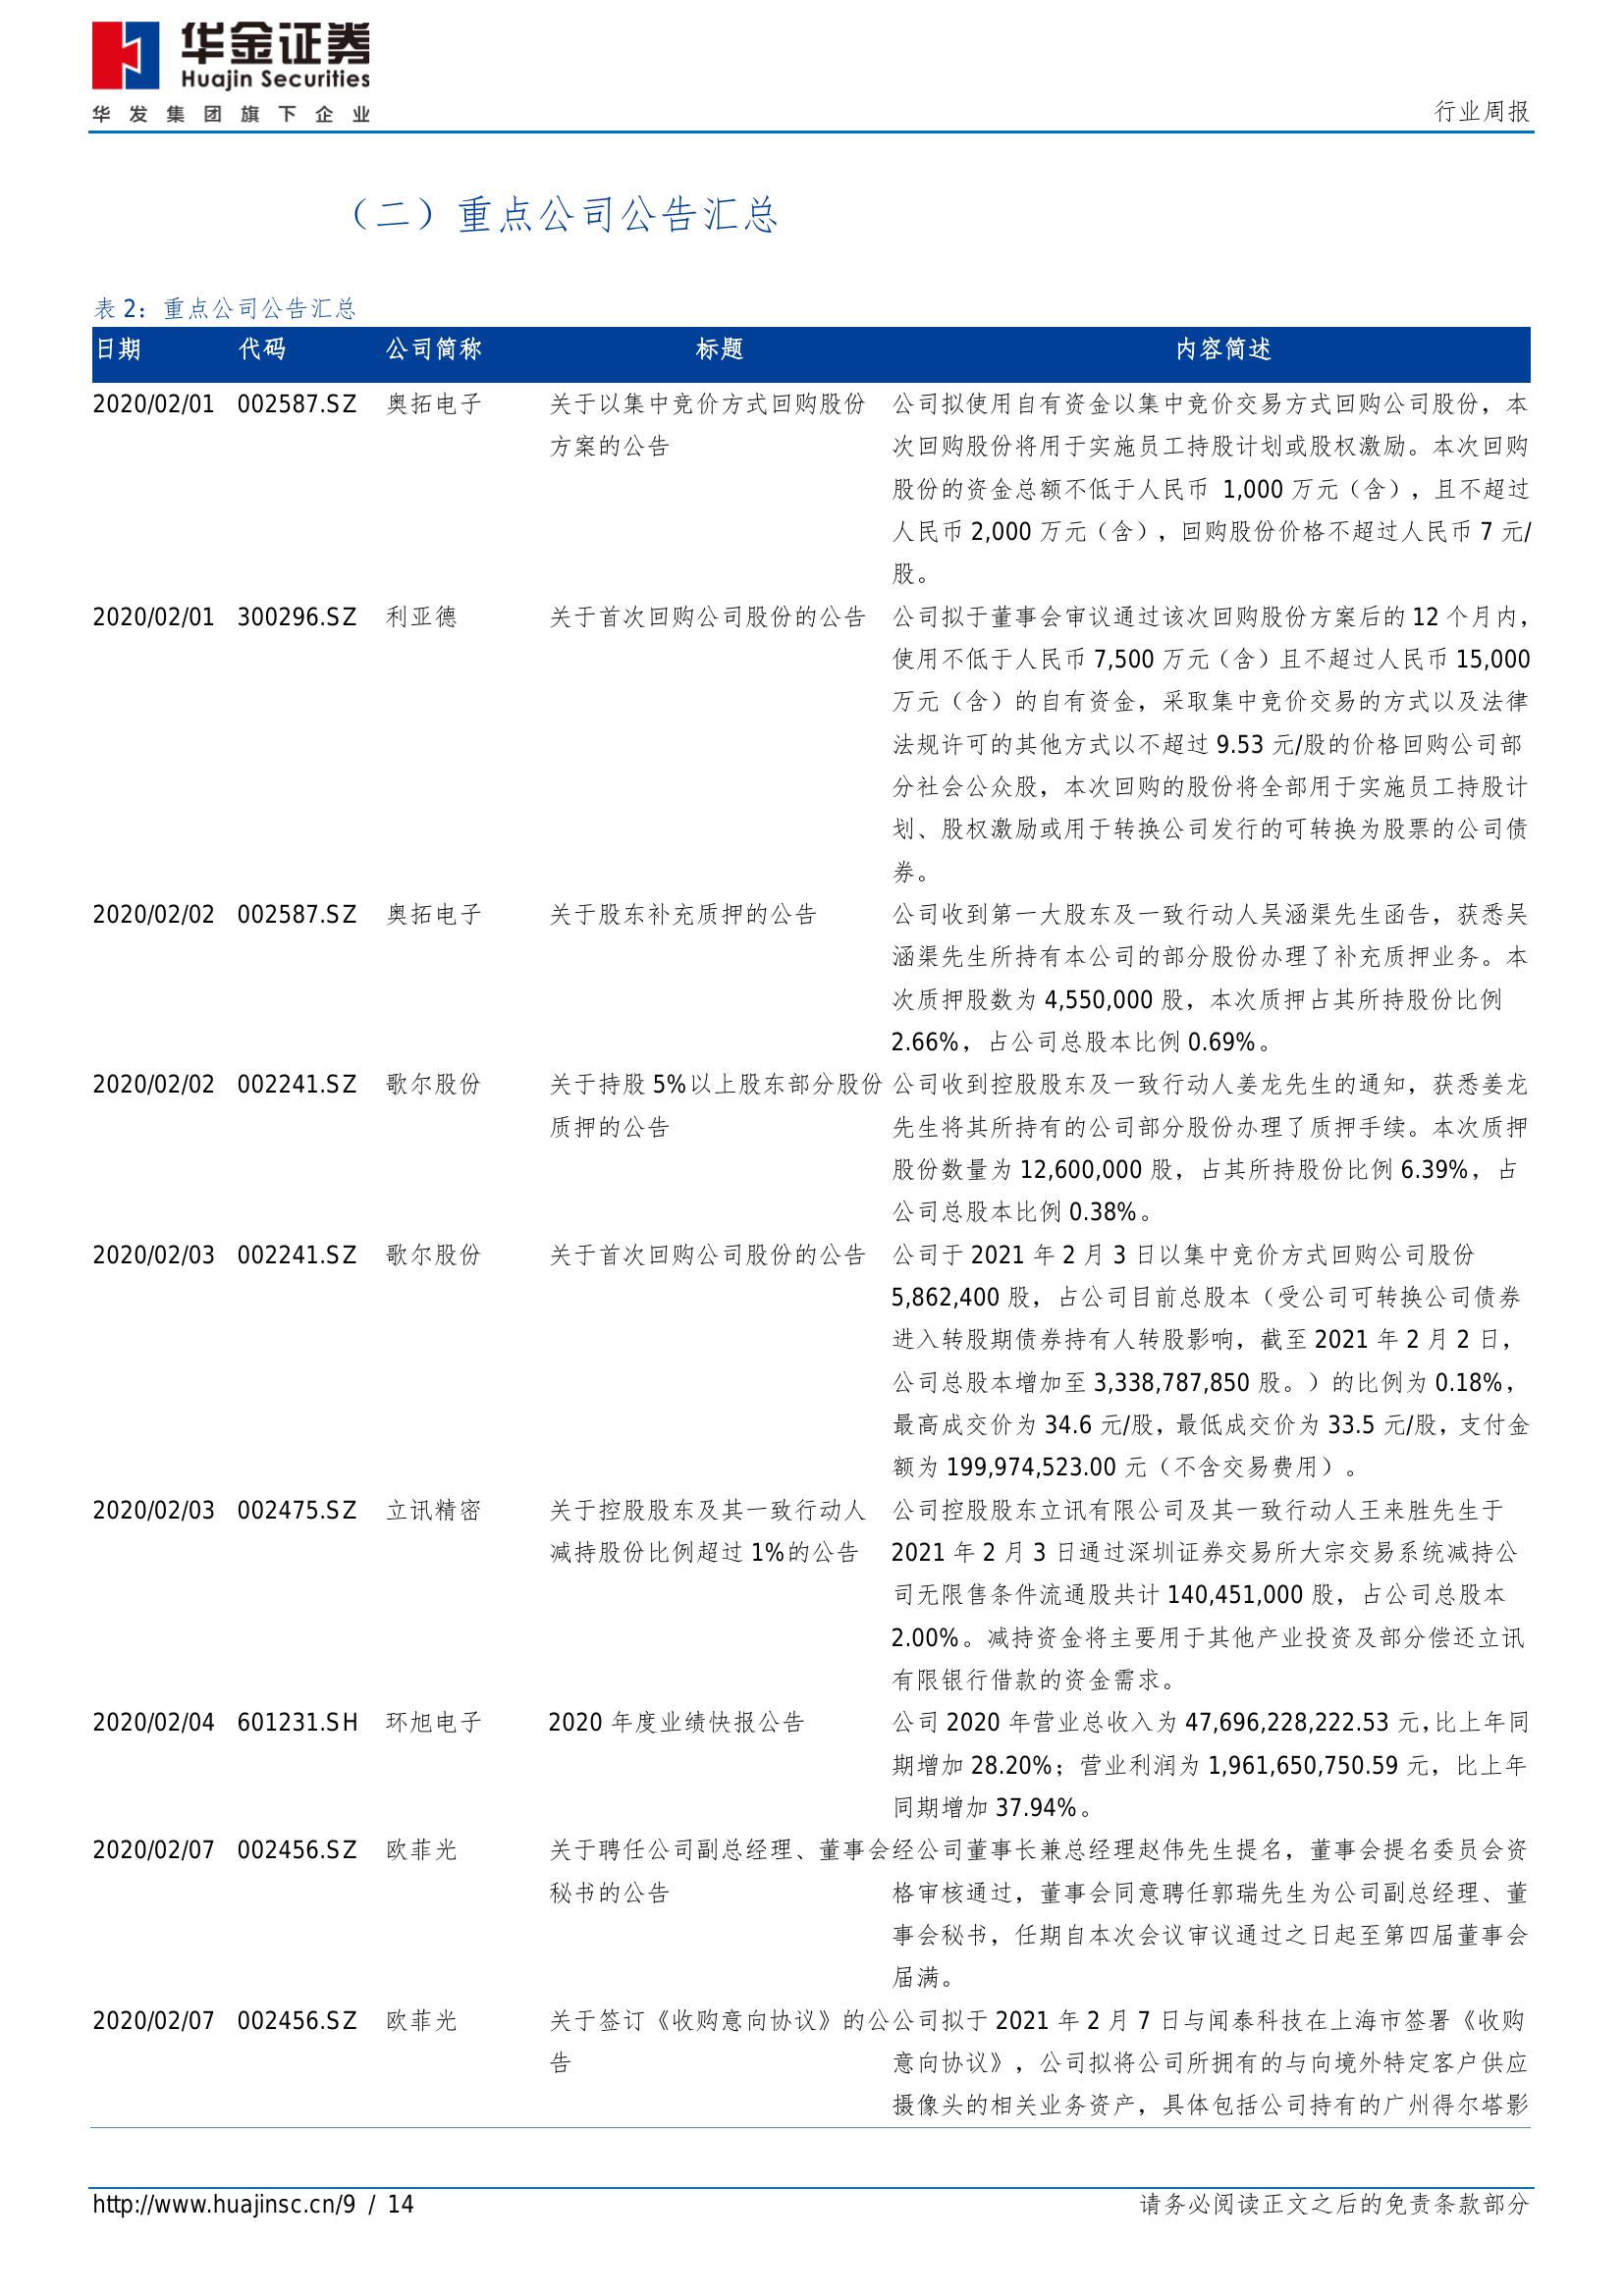 华金证券
Huajin Securities
华发集团旗下企业
行业周报
（二）重点公司公告汇总
表 2：重点公司公告汇总
日期 代码 公司简称 标题 内容简述
2020/02/01 002587.SZ 奥拓电子 关于以集中竞价方式回购股份 公司拟使用自有资金以集中竞价交易方式回购公司股份，本
方案的公告 次回购股份将用于实施员工持股计划或股权激励。本次回购
股份的资金总额不低于人民币 1,000 万元（含），且不超过
人民币 2,000 万元（含），回购股份价格不超过人民币 7 元/
股。
2020/02/01 300296.SZ 利亚德 关于首次回购公司股份的公告 公司拟于董事会审议通过该次回购股份方案后的 12 个月内，
使用不低于人民币 7,500 万元（含）且不超过人民币 15,000
万元（含）的自有资金，采取集中竞价交易的方式以及法律
法规许可的其他方式以不超过 9.53 元/股的价格回购公司部
分社会公众股，本次回购的股份将全部用于实施员工持股计
划、股权激励或用于转换公司发行的可转换为股票的公司债
券。
2020/02/02 002587.SZ 奥拓电子 关于股东补充质押的公告 公司收到第一大股东及一致行动人吴涵渠先生函告，获悉吴
涵渠先生所持有本公司的部分股份办理了补充质押业务。本
次质押股数为 4,550,000 股，本次质押占其所持股份比例
2.66%，占公司总股本比例 0.69%。
2020/02/02 002241.SZ 歌尔股份 关于持股 5%以上股东部分股份 公司收到控股股东及一致行动人姜龙先生的通知，获悉姜龙
质押的公告 先生将其所持有的公司部分股份办理了质押手续。本次质押
股份数量为 12,600,000 股，占其所持股份比例 6.39%，占
公司总股本比例 0.38%。
2020/02/03 002241.SZ 歌尔股份 关于首次回购公司股份的公告 公司于 2021 年 2 月 3 日以集中竞价方式回购公司股份
5,862,400 股，占公司目前总股本（受公司可转换公司债券
进入转股期债券持有人转股影响，截至 2021 年 2 月 2 日，
公司总股本增加至 3,338,787,850 股。）的比例为 0.18%，
最高成交价为 34.6 元/股，最低成交价为 33.5 元/股，支付金
额为 199,974,523.00 元（不含交易费用）。
2020/02/03 002475.SZ 立讯精密 关于控股股东及其一致行动人 公司控股股东立讯有限公司及其一致行动人王来胜先生于
减持股份比例超过 1%的公告 2021 年 2 月 3 日通过深圳证券交易所大宗交易系统减持公
司无限售条件流通股共计 140,451,000 股，占公司总股本
2.00%。减持资金将主要用于其他产业投资及部分偿还立讯
有限银行借款的资金需求。
2020/02/04 601231.SH 环旭电子 2020 年度业绩快报公告 公司 2020 年营业总收入为 47,696,228,222.53 元，比上年同
期增加 28.20%；营业利润为 1,961,650,750.59 元，比上年
同期增加 37.94%。
2020/02/07 002456.SZ 欧菲光 关于聘任公司副总经理、董事会 经公司董事长兼总经理赵伟先生提名，董事会提名委员会资
秘书的公告 格审核通过，董事会同意聘任郭瑞先生为公司副总经理、董
事会秘书，任期自本次会议审议通过之日起至第四届董事会
届满。
2020/02/07 002456.SZ 欧菲光 关于签订《收购意向协议》的公 公司拟于 2021 年 2 月 7 日与闻泰科技在上海市签署《收购
告 意向协议》，公司拟将公司所拥有的与向境外特定客户供应
摄像头的相关业务资产，具体包括公司持有的广州得尔塔影
http://www.huajinsc.cn/9 / 14 请务必阅读正文之后的免责条款部分